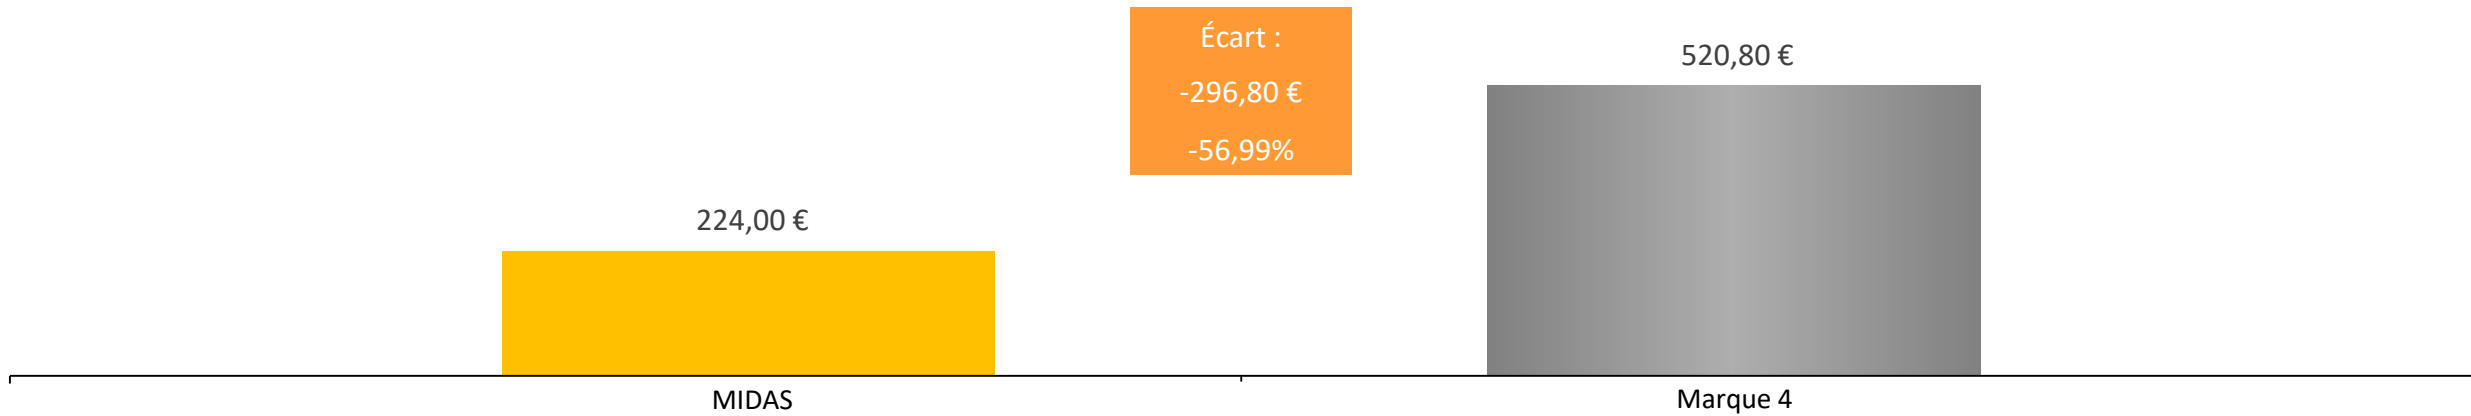 Écart :
-296,80 €
-56,99%
520,80 €
224,00 €
MIDAS
Marque 4